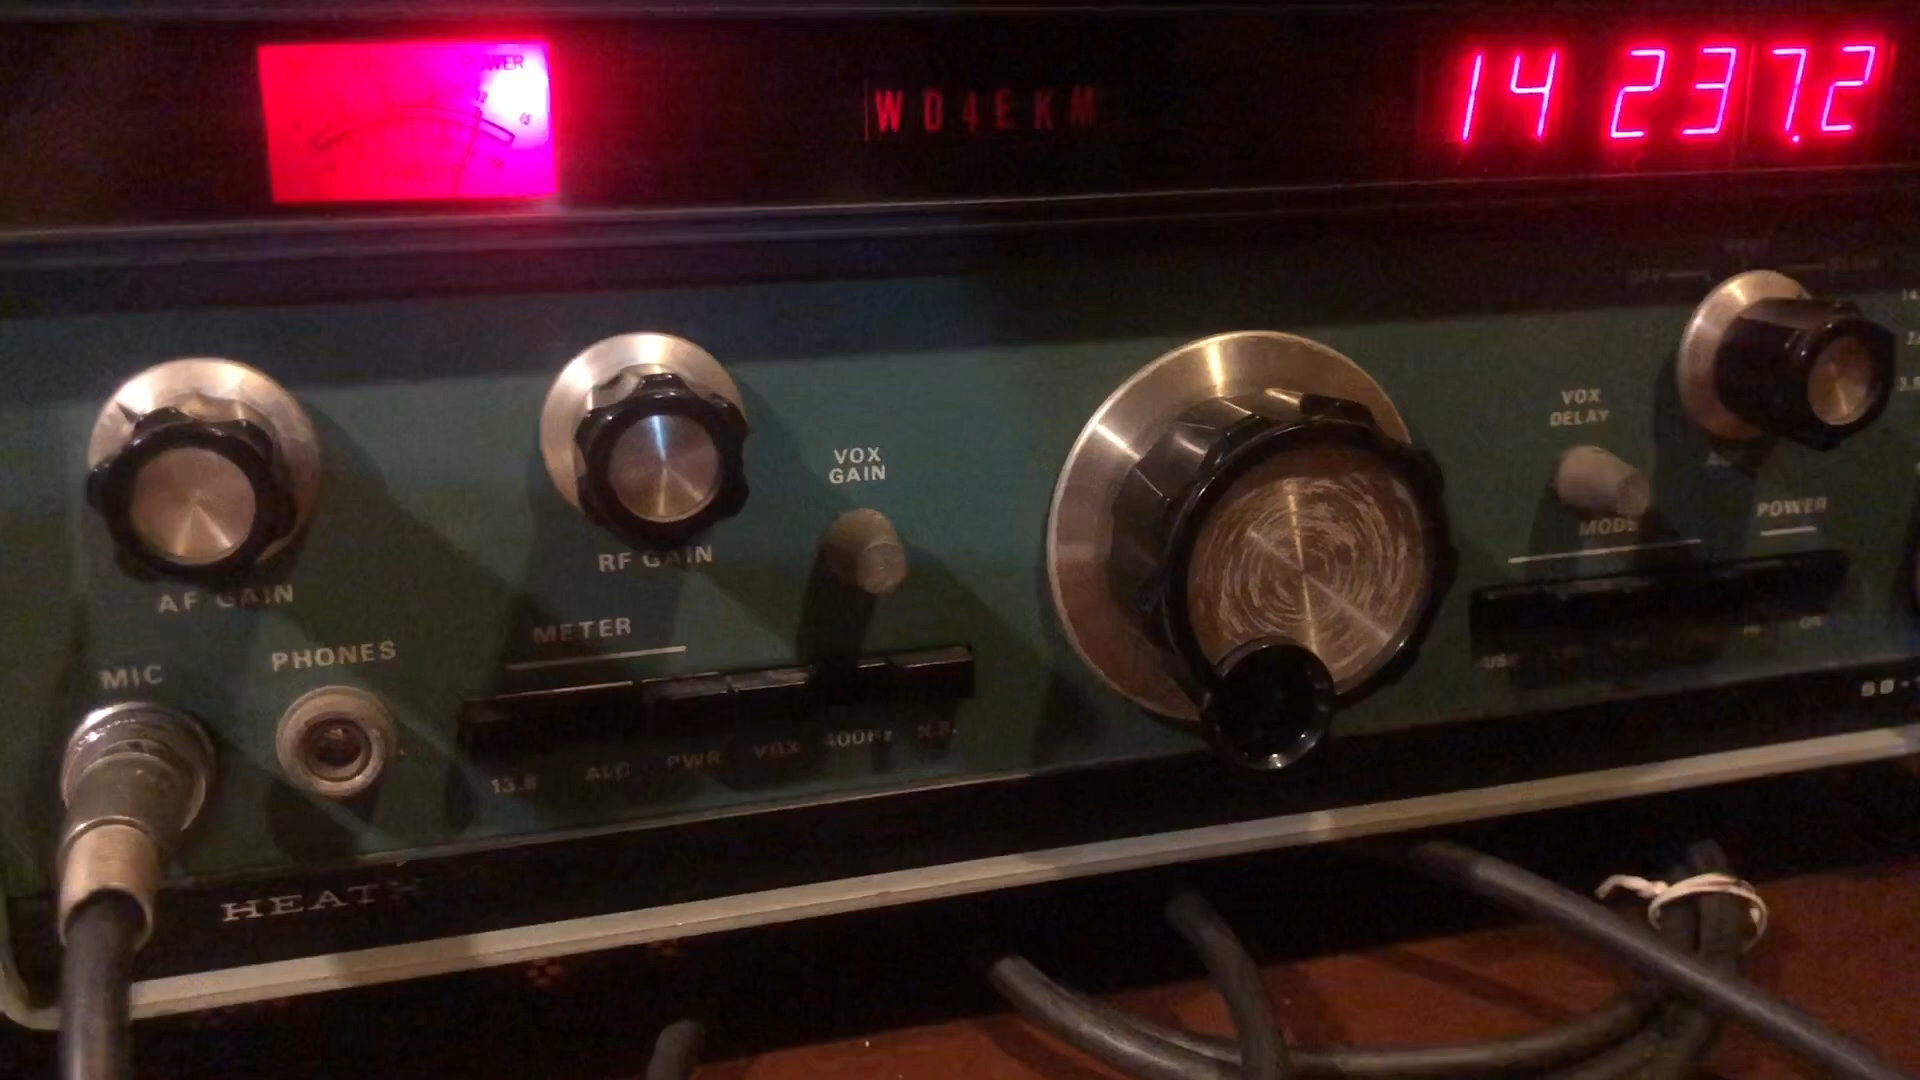 POWER
WD4EKM
14 237.2
VOX
DELAY
VOX
GAIN
MODE
POWER
RF GAIN
AF GAIN
METER
PHONES
MIC
13.8 ALC PWR VOX 400Hz N.B.
USB
HEATH